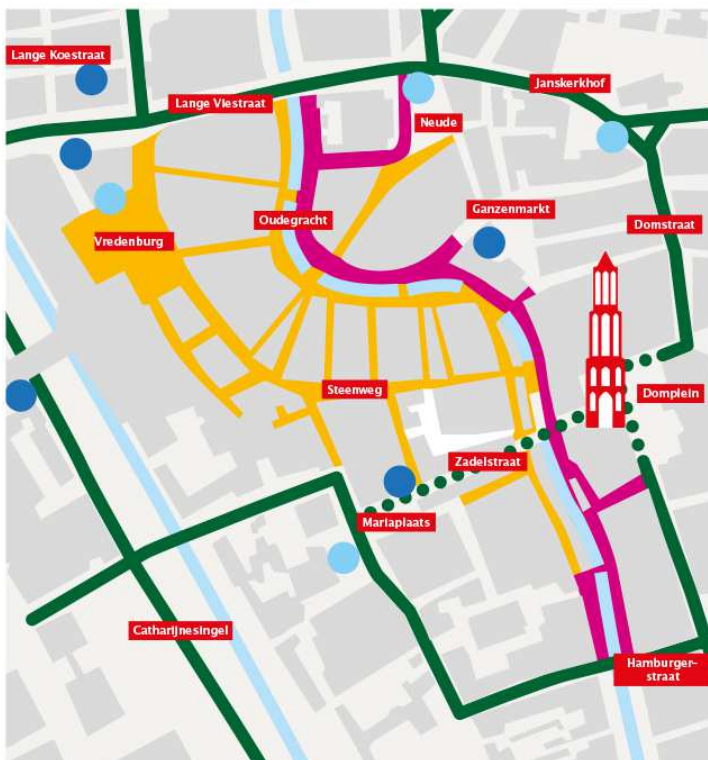 Lange Koestraat
Janskerkhof
Lange Viestraat
Neude
Ganzenmarkt
Oudegracht
Domstraat
Vredenburg
Steenweg
Domplein
Zadelstraat
Mariaplaats
Catharijnesingel
Hamburger-
straat